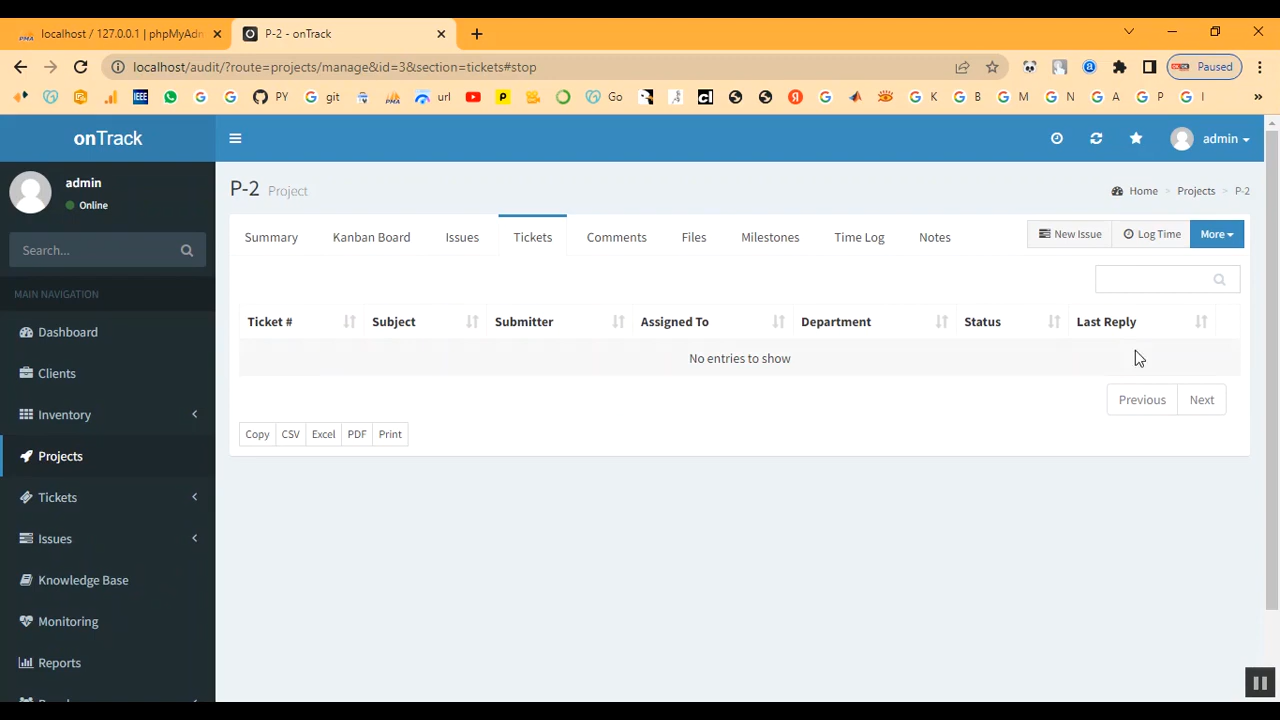 localhost / 127.0.0.1 | phpMyAdm
P-2 - onTrack
localhost/audit/?route=projects/manage&id=3&section=tickets#stop
Paused
PY
git
url
Go
K
B
M
N
A
P
I
»
onTrack
admin
P-2 Project
Home > Projects > P-2
admin
Online
Search...
MAIN NAVIGATION
Dashboard
Clients
Inventory
Projects
Tickets
Issues
Knowledge Base
Monitoring
Reports
Summary
Kanban Board
Issues
Tickets
Comments
Files
Milestones
Time Log
Notes
New Issue
Log Time
More
Ticket #
Subject
Submitter
Assigned To
Department
Status
Last Reply
No entries to show
Previous
Next
Copy
CSV
Excel
PDF
Print